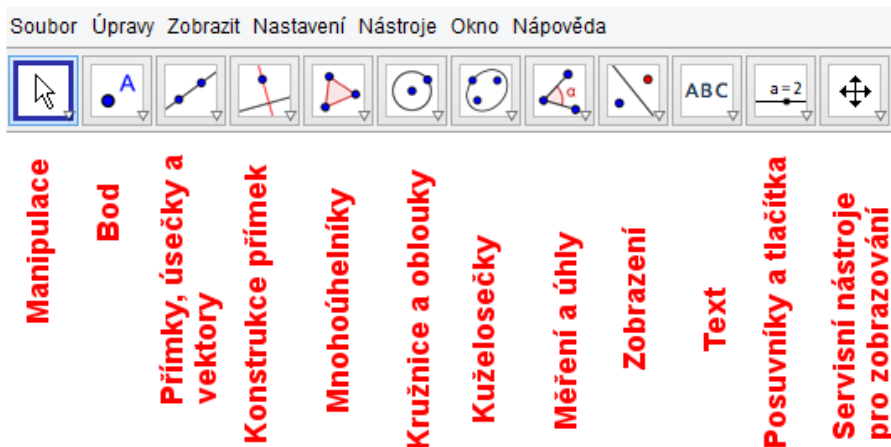 Soubor Úpravy Zobrazit Nastavení Nástroje Okno Nápověda
A
α
ABC
a=2
Manipulace
Bod
Přímky, úsečky a
vektory
Konstrukce přímek
Mnohoúhelníky
Kružnice a oblouky
Kuželosečky
Měření a úhly
Zobrazení
Text
Posuvníky a tlačítka
Servisní nástroje
pro zobrazování